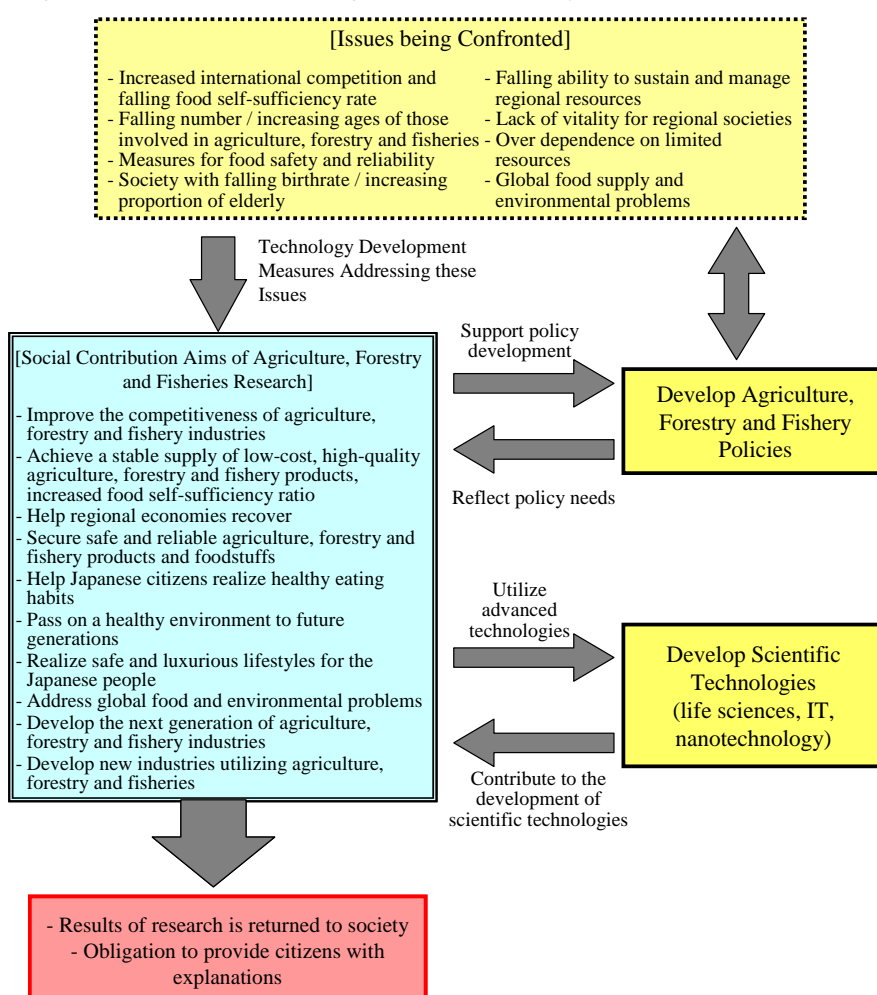 [Issues being Confronted]
- Increased international competition and
falling food self-sufficiency rate
- Falling number / increasing ages of those
involved in agriculture, forestry and fisheries
- Measures for food safety and reliability
- Society with falling birthrate / increasing
proportion of elderly
- Falling ability to sustain and manage
regional resources
- Lack of vitality for regional societies
- Over dependence on limited
resources
- Global food supply and
environmental problems
Technology Development
Measures Addressing these
Issues
[Social Contribution Aims of Agriculture, Forestry
and Fisheries Research]
- Improve the competitiveness of agriculture,
forestry and fishery industries
- Achieve a stable supply of low-cost, high-quality
agriculture, forestry and fishery products,
increased food self-sufficiency ratio
- Help regional economies recover
- Secure safe and reliable agriculture, forestry and
fishery products and foodstuffs
- Help Japanese citizens realize healthy eating
habits
- Pass on a healthy environment to future
generations
- Realize safe and luxurious lifestyles for the
Japanese people
- Address global food and environmental problems
- Develop the next generation of agriculture,
forestry and fishery industries
- Develop new industries utilizing agriculture,
forestry and fisheries
Support policy
development
Reflect policy needs
Develop Agriculture,
Forestry and Fishery
Policies
Utilize
advanced
technologies
Contribute to the
development of
scientific technologies
Develop Scientific
Technologies
(life sciences, IT,
nanotechnology)
- Results of research is returned to society
- Obligation to provide citizens with
explanations